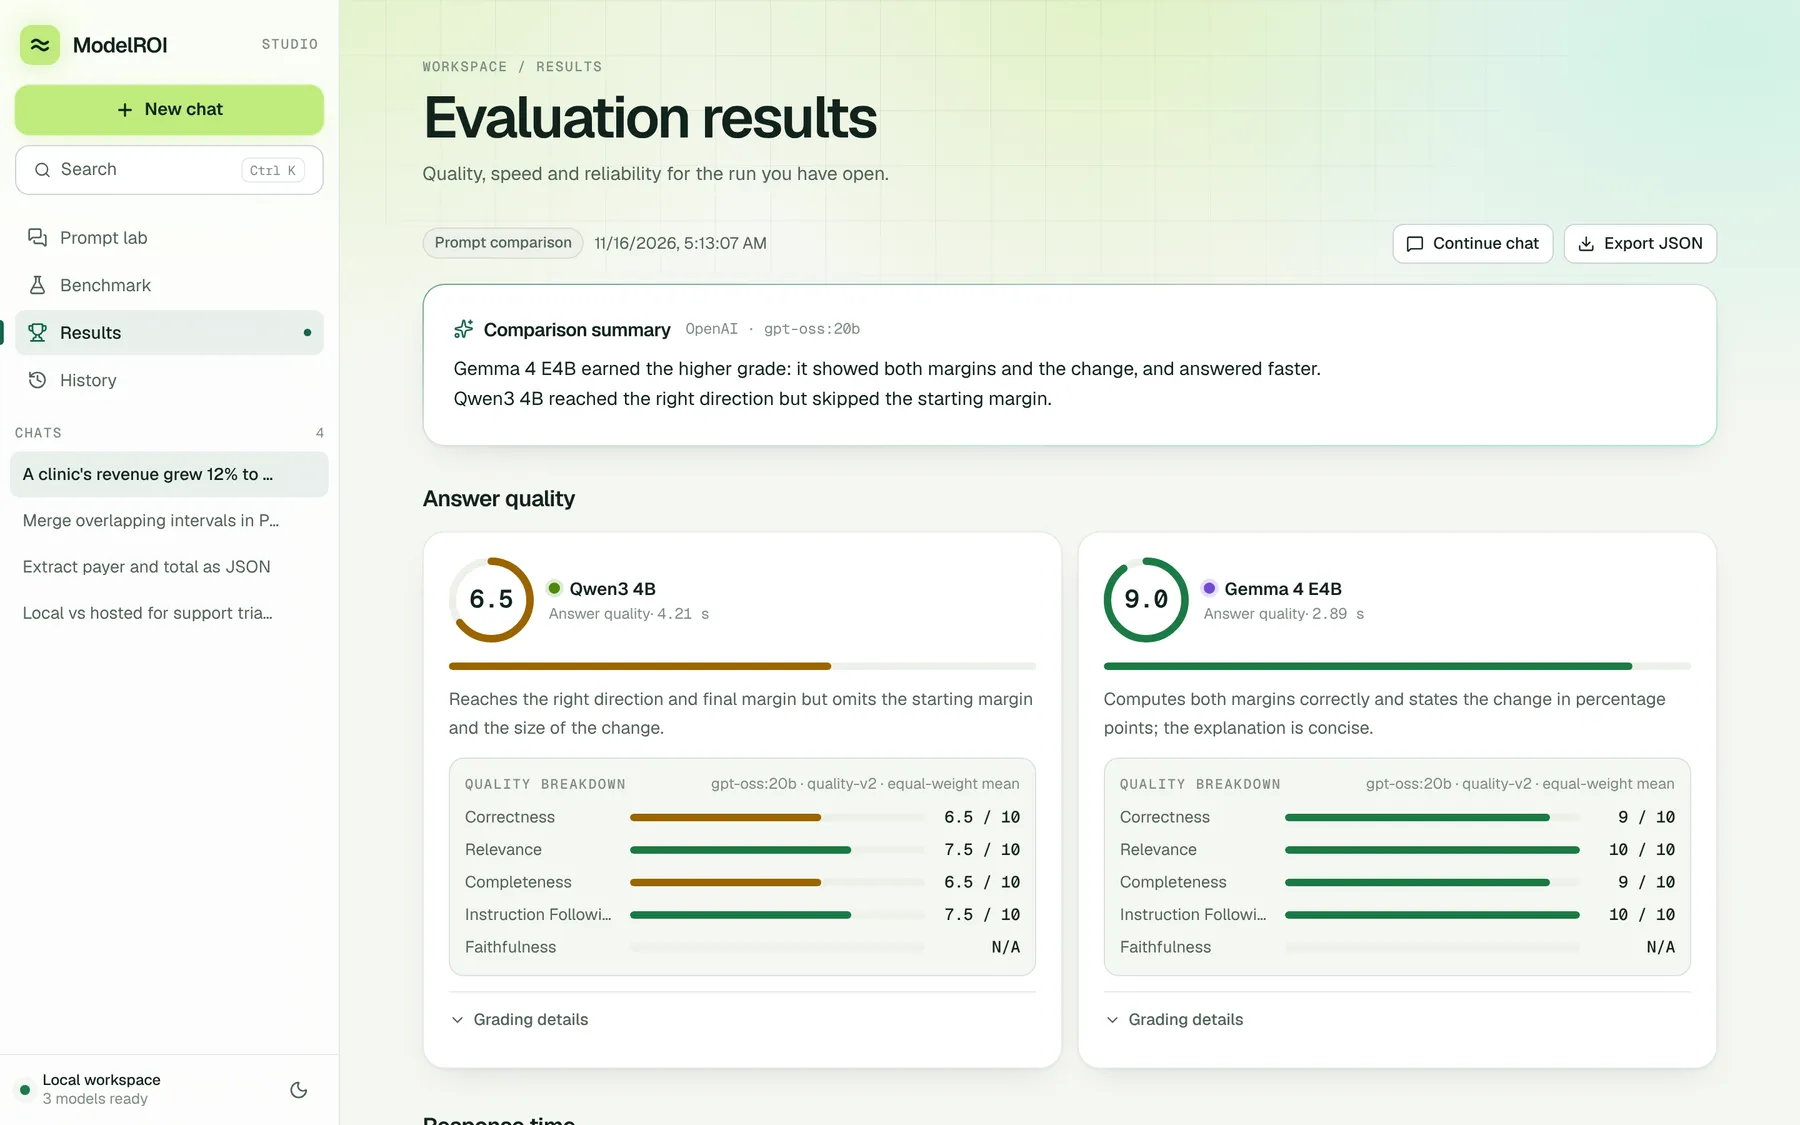 ModelROI
STUDIO
New chat
Search
Ctrl K
Prompt lab
Benchmark
Results
History
CHATS
4
A clinic's revenue grew 12% to ...
Merge overlapping intervals in P...
Extract payer and total as JSON
Local vs hosted for support tria...
Local workspace
3 models ready
WORKSPACE / RESULTS
Evaluation results
Quality, speed and reliability for the run you have open.
Prompt comparison
11/16/2026, 5:13:07 AM
Continue chat
Export JSON
Comparison summary
OpenAI · gpt-oss:20b
Gemma 4 E4B earned the higher grade: it showed both margins and the change, and answered faster.
Qwen3 4B reached the right direction but skipped the starting margin.
Answer quality
6.5
Qwen3 4B
Answer quality· 4.21 s
Reaches the right direction and final margin but omits the starting margin
and the size of the change.
QUALITY BREAKDOWN
gpt-oss:20b · quality-v2 · equal-weight mean
Correctness
6.5 / 10
Relevance
7.5 / 10
Completeness
6.5 / 10
Instruction Followi...
7.5 / 10
Faithfulness
N/A
Grading details
9.0
Gemma 4 E4B
Answer quality· 2.89 s
Computes both margins correctly and states the change in percentage
points; the explanation is concise.
QUALITY BREAKDOWN
gpt-oss:20b · quality-v2 · equal-weight mean
Correctness
9 / 10
Relevance
10 / 10
Completeness
9 / 10
Instruction Followi...
10 / 10
Faithfulness
N/A
Grading details
Response time